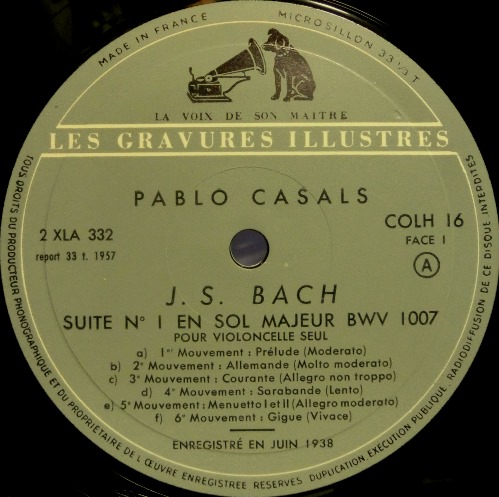 MADE IN FRANCE
MICROSILLON 33 1/3 T
LA VOIX DE SON MAITRE
LES GRAVURES ILLUSTRES
PABLO CASALS
2 XLA 332
COLH 16
report 33 t. 1957
FACE I
A
J. S. BACH
SUITE N° I EN SOL MAJEUR BWV 1007
POUR VIOLONCELLE SEUL
a) 1er Mouvement : Prélude (Moderato)
b) 2e Mouvement : Allemande (Molto moderato)
c) 3e Mouvement : Courante (Allegro non troppo)
d) 4e Mouvement : Sarabande (Lento)
e) 5e Mouvement : Menuetto I et II (Allegro moderato)
f) 6e Mouvement : Gigue (Vivace)
ENREGISTRÉ EN JUIN 1938
TOUS DROITS DU PRODUCTEUR PHONOGRAPHIQUE ET DU PROPRIETAIRE DE L'ŒUVRE ENREGISTREE RESERVES. DUPLICATION, EXECUTION PUBLIQUE, RADIODIFFUSION DE CE DISQUE INTERDITES